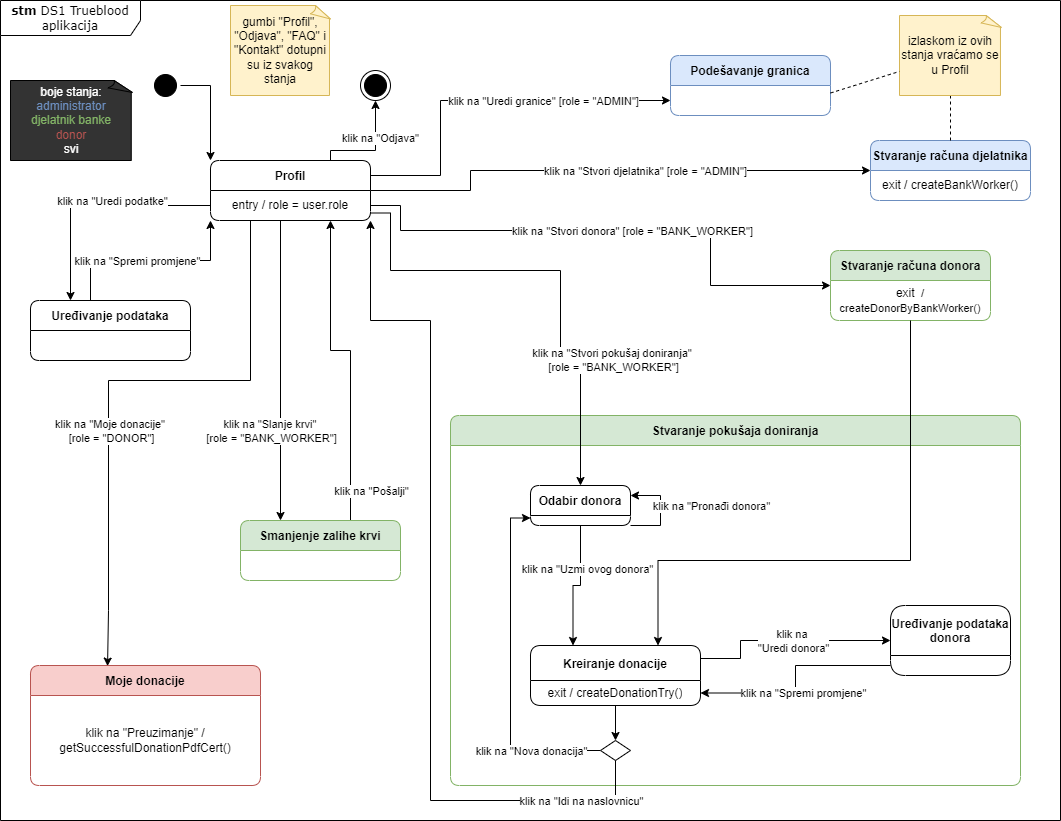 stm DS1 Trueblood
aplikacija
gumbi "Profil",
"Odjava", "FAQ" i
"Kontakt" dotupni
su iz svakog
stanja
boje stanja:
administrator
djelatnik banke
donor
svi
Podešavanje granica
izlaskom iz ovih
stanja vraćamo se
u Profil
klik na "Uredi granice" [role = "ADMIN"]
klik na "Odjava"
Stvaranje računa djelatnika
exit / createBankWorker()
klik na "Stvori djelatnika" [role = "ADMIN"]
Profil
entry / role = user.role
klik na "Uredi podatke"
klik na "Stvori donora" [role = "BANK_WORKER"]
klik na "Spremi promjene"
Stvaranje računa donora
exit /
createDonorByBankWorker()
Uređivanje podataka
klik na "Stvori pokušaj doniranja"
[role = "BANK_WORKER"]
klik na "Moje donacije"
[role = "DONOR"]
klik na "Slanje krvi"
[role = "BANK_WORKER"]
Stvaranje pokušaja doniranja
klik na "Pošalji"
Odabir donora
klik na "Pronađi donora"
Smanjenje zalihe krvi
klik na "Uzmi ovog donora"
Uređivanje podataka
donora
klik na
"Uredi donora"
Kreiranje donacije
exit / createDonationTry()
klik na "Spremi promjene"
Moje donacije
klik na "Preuzimanje" /
getSuccessfulDonationPdfCert()
klik na "Nova donacija"
klik na "Idi na naslovnicu"